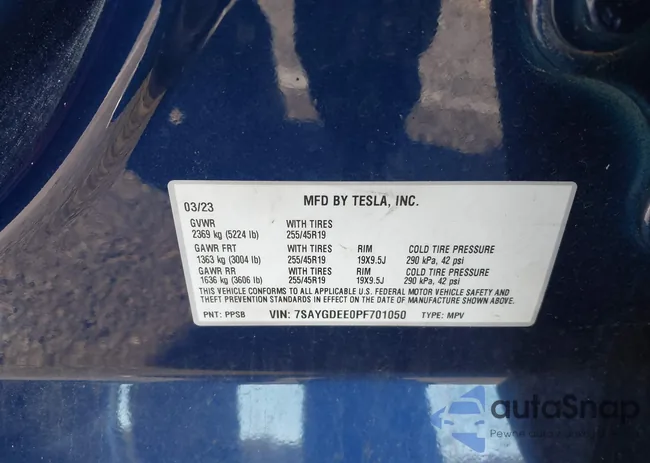 03/23 MFD BY TESLA, INC.
GVWR WITH TIRES
2369 kg (5224 lb) 255/45R19
GAWR FRT WITH TIRES RIM COLD TIRE PRESSURE
1363 kg (3004 lb) 255/45R19 19X9.5J 290 kPa, 42 psi
GAWR RR WITH TIRES RIM COLD TIRE PRESSURE
1636 kg (3606 lb) 255/45R19 19X9.5J 290 kPa, 42 psi
THIS VEHICLE CONFORMS TO ALL APPLICABLE U.S. FEDERAL MOTOR VEHICLE SAFETY AND
THEFT PREVENTION STANDARDS IN EFFECT ON THE DATE OF MANUFACTURE SHOWN ABOVE.
PNT: PPSB VIN: 7SAYGDEE0PF701050 TYPE: MPV
autoSnap
Pewne